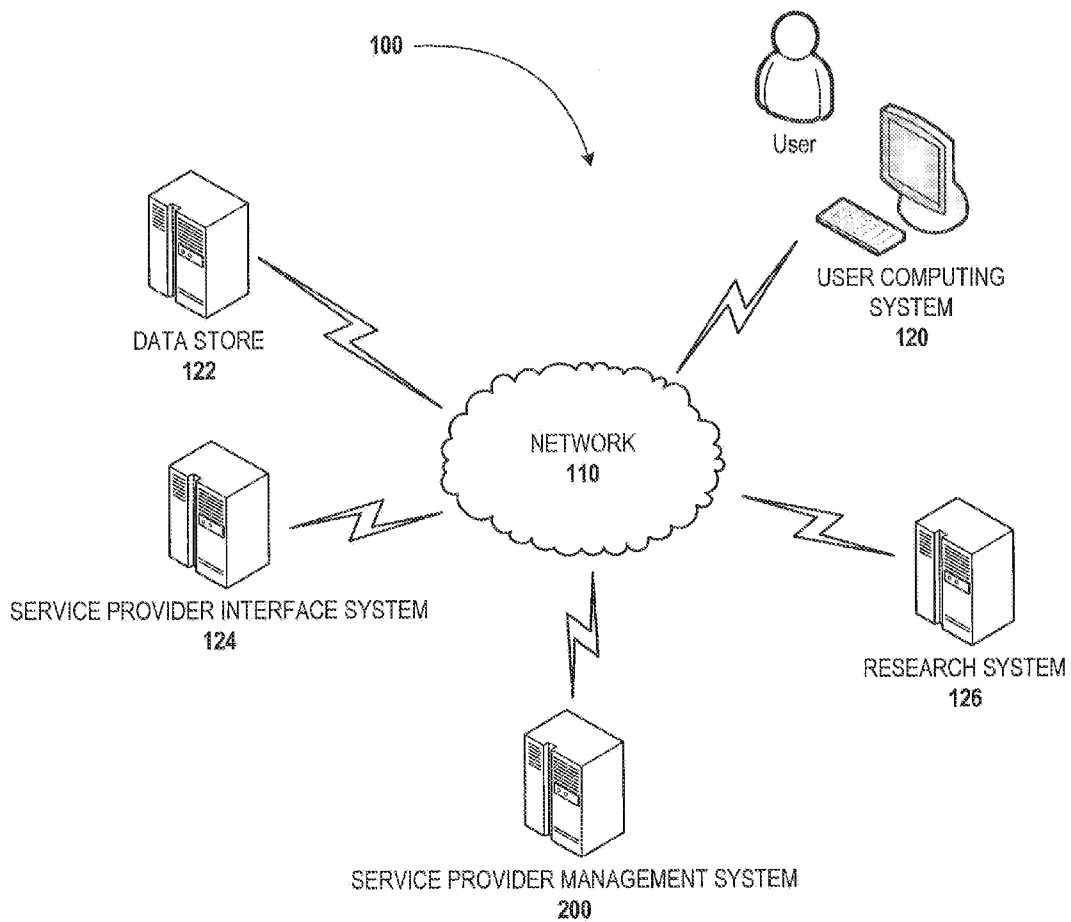 100
User
USER COMPUTING
SYSTEM
120
DATA STORE
122
NETWORK
110
SERVICE PROVIDER INTERFACE SYSTEM
124
RESEARCH SYSTEM
126
SERVICE PROVIDER MANAGEMENT SYSTEM
200